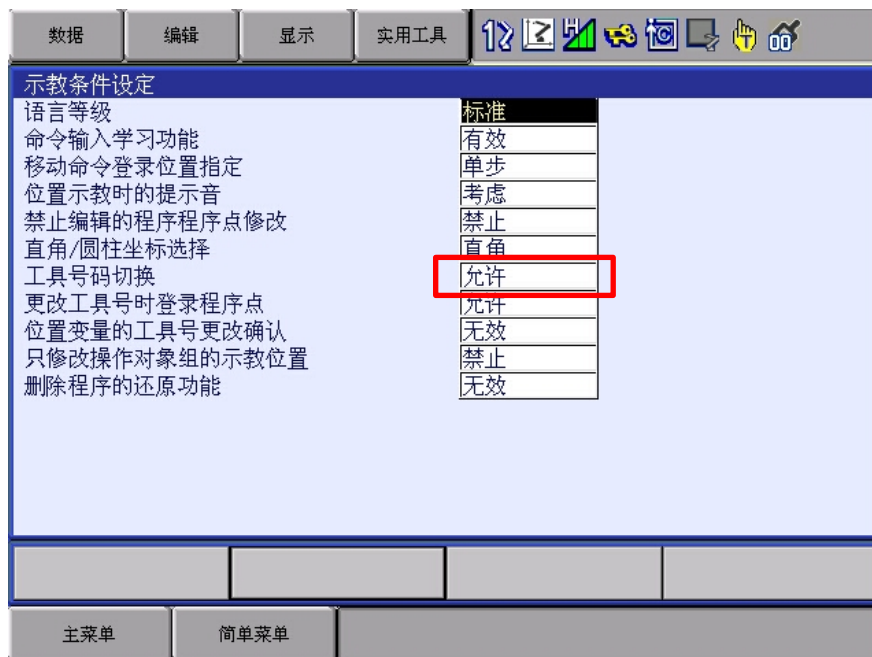 数据 编辑 显示 实用工具
示教条件设定
语言等级 标准
命令输入学习功能 有效
移动命令登录位置指定 单步
位置示教时的提示音 考虑
禁止编辑的程序程序点修改 禁止
直角/圆柱坐标选择 直角
工具号码切换 允许
更改工具号时登录程序点 允许
位置变量的工具号更改确认 无效
只修改操作对象组的示教位置 禁止
删除程序的还原功能 无效
主菜单 简单菜单